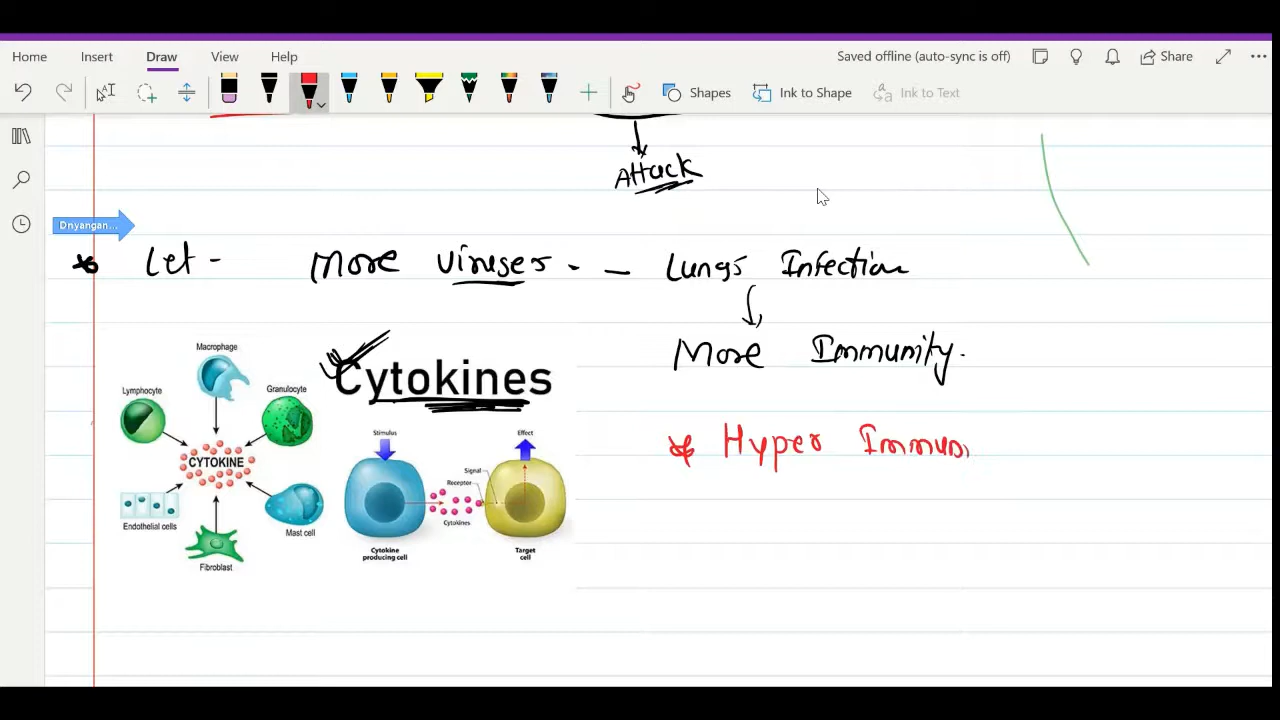 Home Insert Draw View Help Saved offline (auto-sync is off) Share
Shapes Ink to Shape Ink to Text
Attack
Dnyangan...
* Let - More Viruses. - Lungs Infection
More Immunity.
Cytokines
* Hyper Immun
Macrophage
Lymphocyte
Granulocyte
CYTOKINE
Endothelial cells
Mast cell
Fibroblast
Stimulus
Effect
Signal
Receptor
Cytokines
Cytokine
producing cell
Target
cell